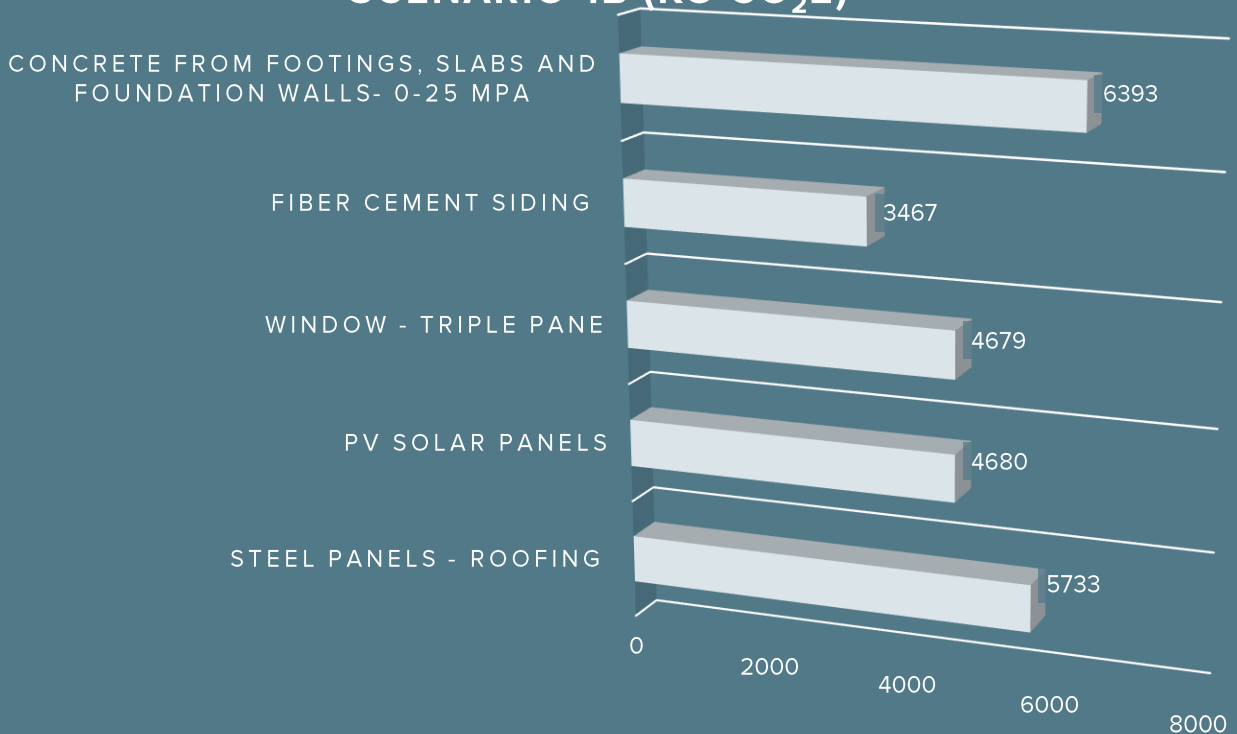 CONCRETE FROM FOOTINGS, SLABS AND
FOUNDATION WALLS- 0-25 MPA
6393
FIBER CEMENT SIDING
3467
WINDOW - TRIPLE PANE
4679
PV SOLAR PANELS
4680
STEEL PANELS - ROOFING
5733
0
2000
4000
6000
8000